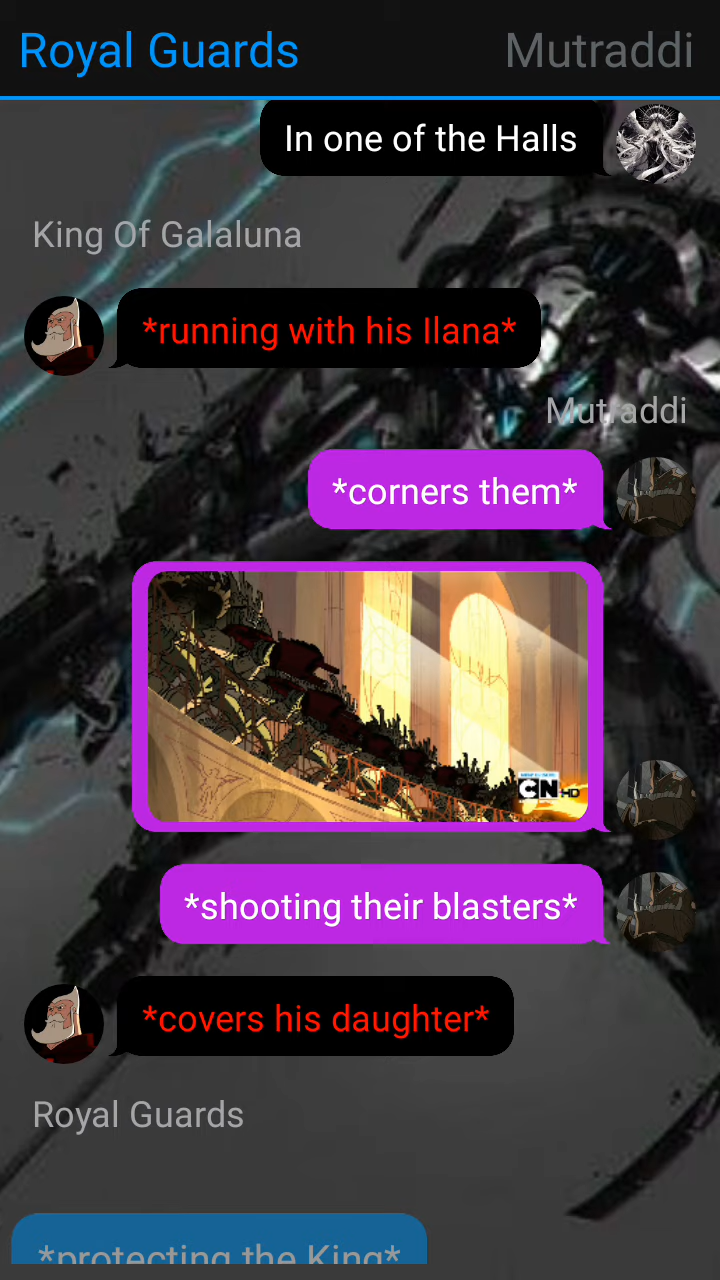 Royal Guards
Mutraddi
In one of the Halls
King Of Galaluna
*running with his Ilana*
Mutraddi
*corners them*
CN HD
*shooting their blasters*
*covers his daughter*
Royal Guards
*protecting the King*